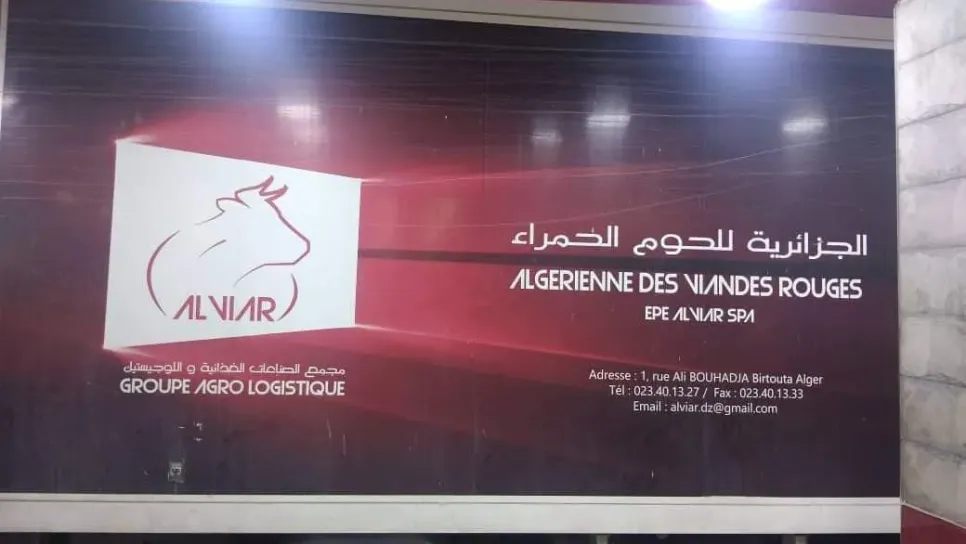 ALVIAR
مجمع الصناعات الغذائية و اللوجيستيك
GROUPE AGRO LOGISTIQUE
الجزائرية للحوم الحمراء
ALGERIENNE DES VIANDES ROUGES
EPE ALVIAR SPA
Adresse : 1, rue Ali BOUHADJA Birtouta Alger
Tél : 023.40.13.27 / Fax : 023.40.13.33
Email : alviar.dz@gmail.com